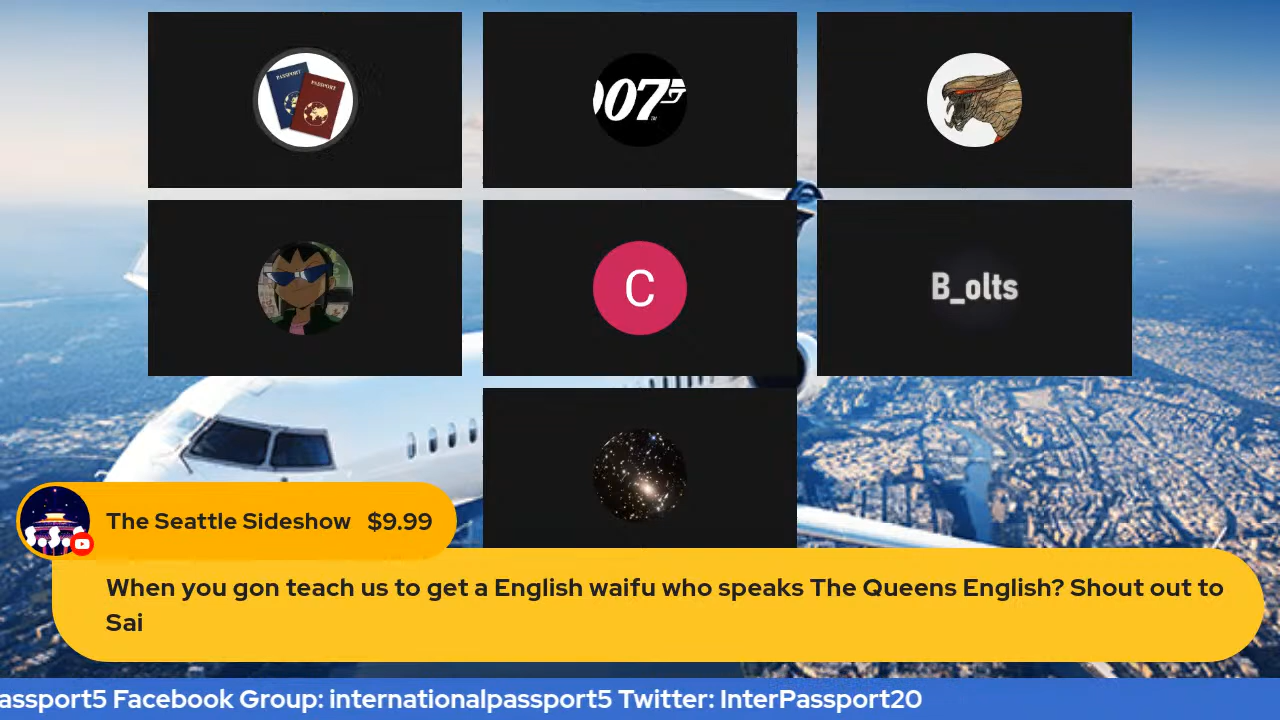 PASSPORT
PASSPORT
007
TM
C
B_olts
The Seattle Sideshow $9.99
When you gon teach us to get a English waifu who speaks The Queens English? Shout out to
Sai
assport5 Facebook Group: internationalpassport5 Twitter: InterPassport20